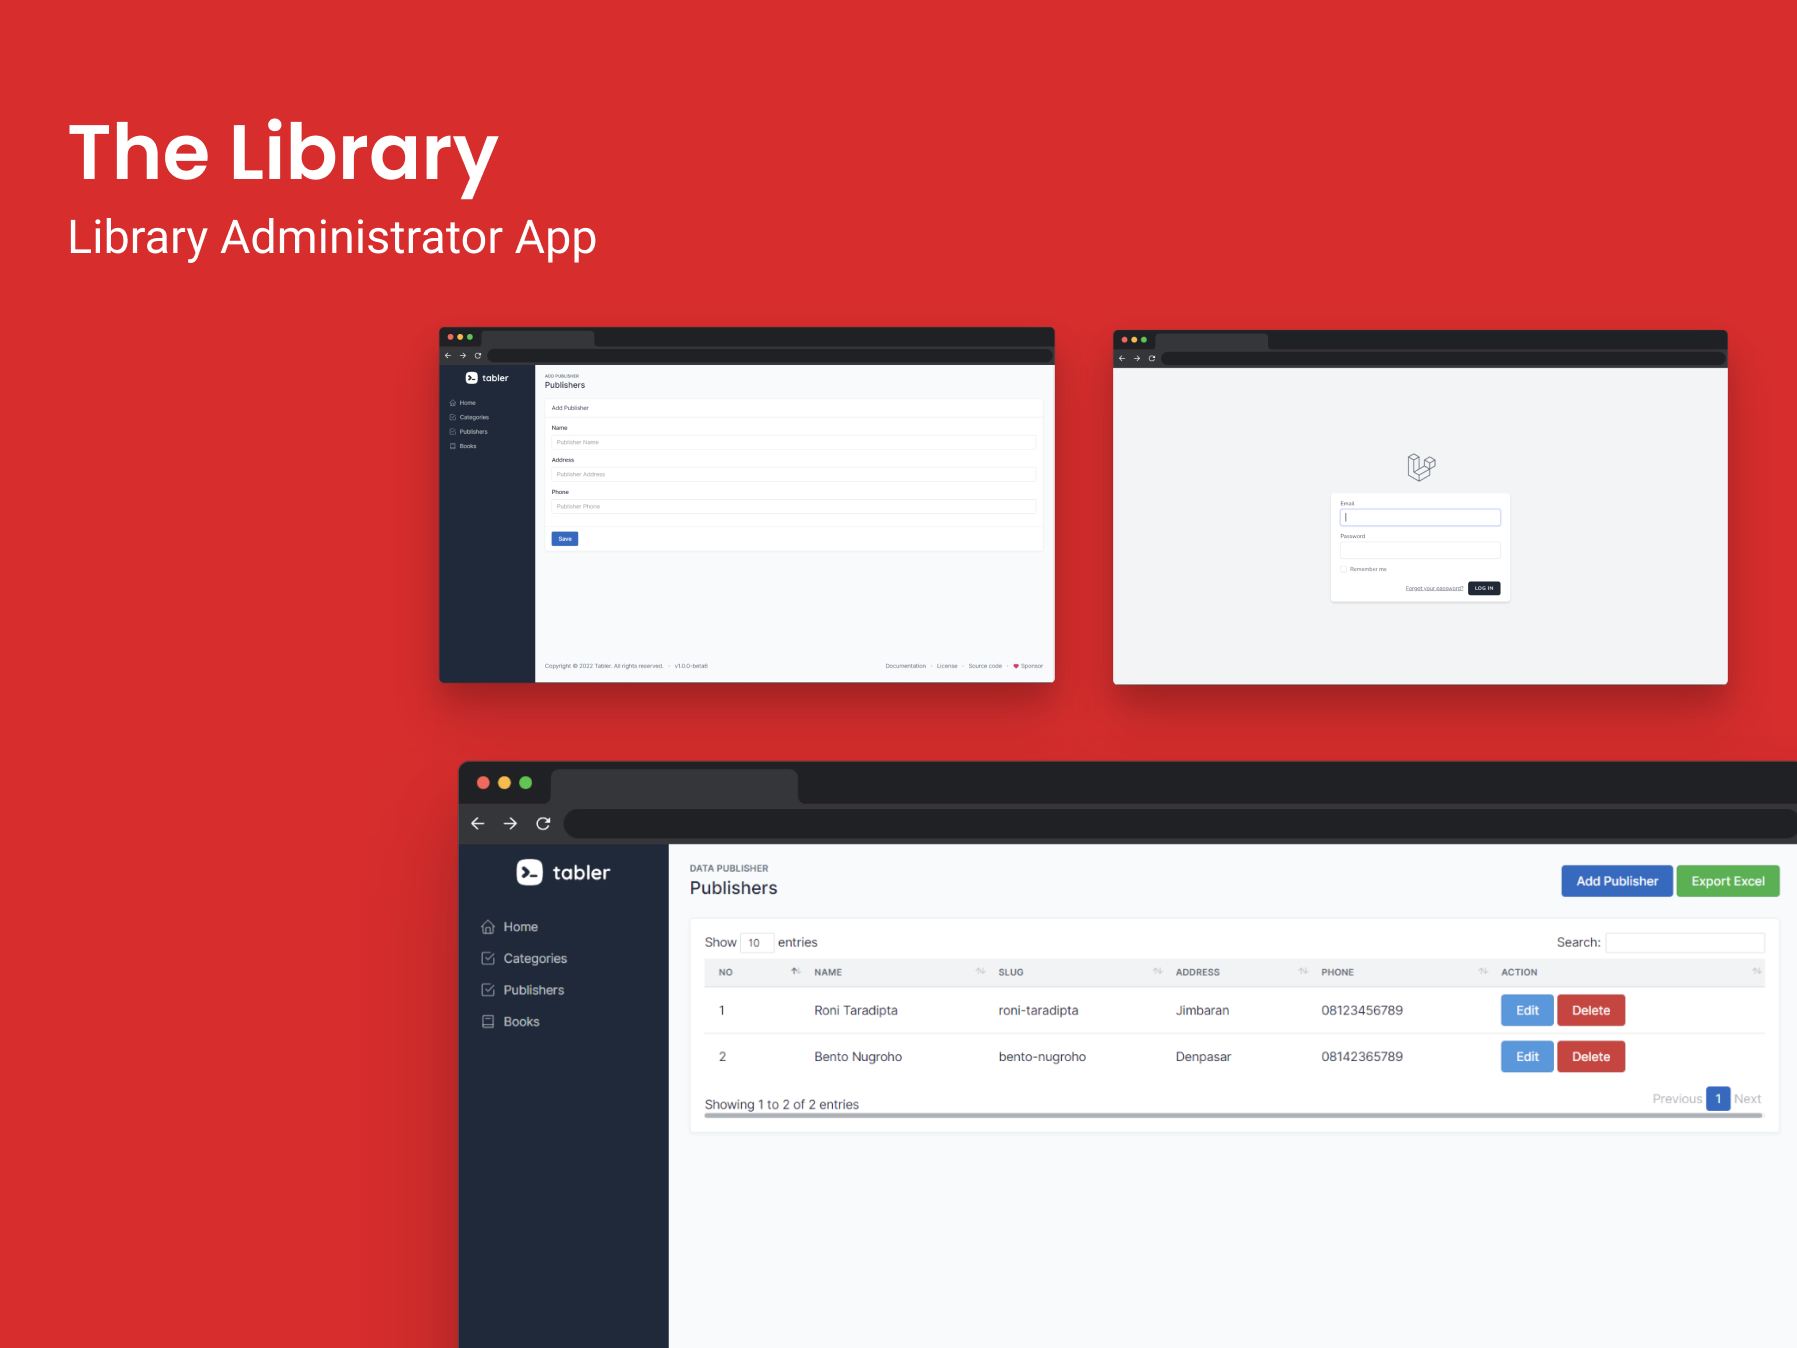 The Library
Library Administrator App
tabler
Home
Categories
Publishers
Books
ADD PUBLISHER
Publishers
Add Publisher
Name
Publisher Name
Address
Publisher Address
Phone
Publisher Phone
Save
Copyright © 2022 Tabler. All rights reserved. · v1.0.0-beta8
Documentation · License · Source code · Sponsor
Email
Password
Remember me
Forgot your password? LOG IN
tabler
Home
Categories
Publishers
Books
DATA PUBLISHER
Publishers
Add Publisher Export Excel
Show 10 entries Search:
NO NAME SLUG ADDRESS PHONE ACTION
1 Roni Taradipta roni-taradipta Jimbaran 08123456789 Edit Delete
2 Bento Nugroho bento-nugroho Denpasar 08142365789 Edit Delete
Showing 1 to 2 of 2 entries Previous 1 Next